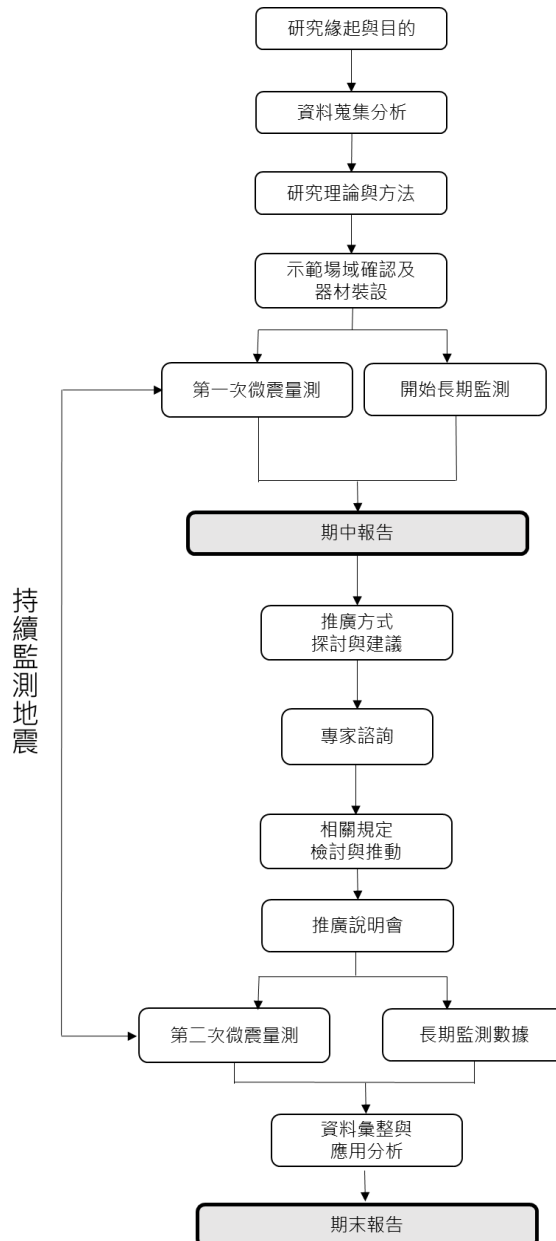 研究緣起與目的
資料蒐集分析
研究理論與方法
示範場域確認及
器材裝設
第一次微震量測
開始長期監測
期中報告
推廣方式
探討與建議
持續監測地震
專家諮詢
相關規定
檢討與推動
推廣說明會
第二次微震量測
長期監測數據
資料彙整與
應用分析
期末報告